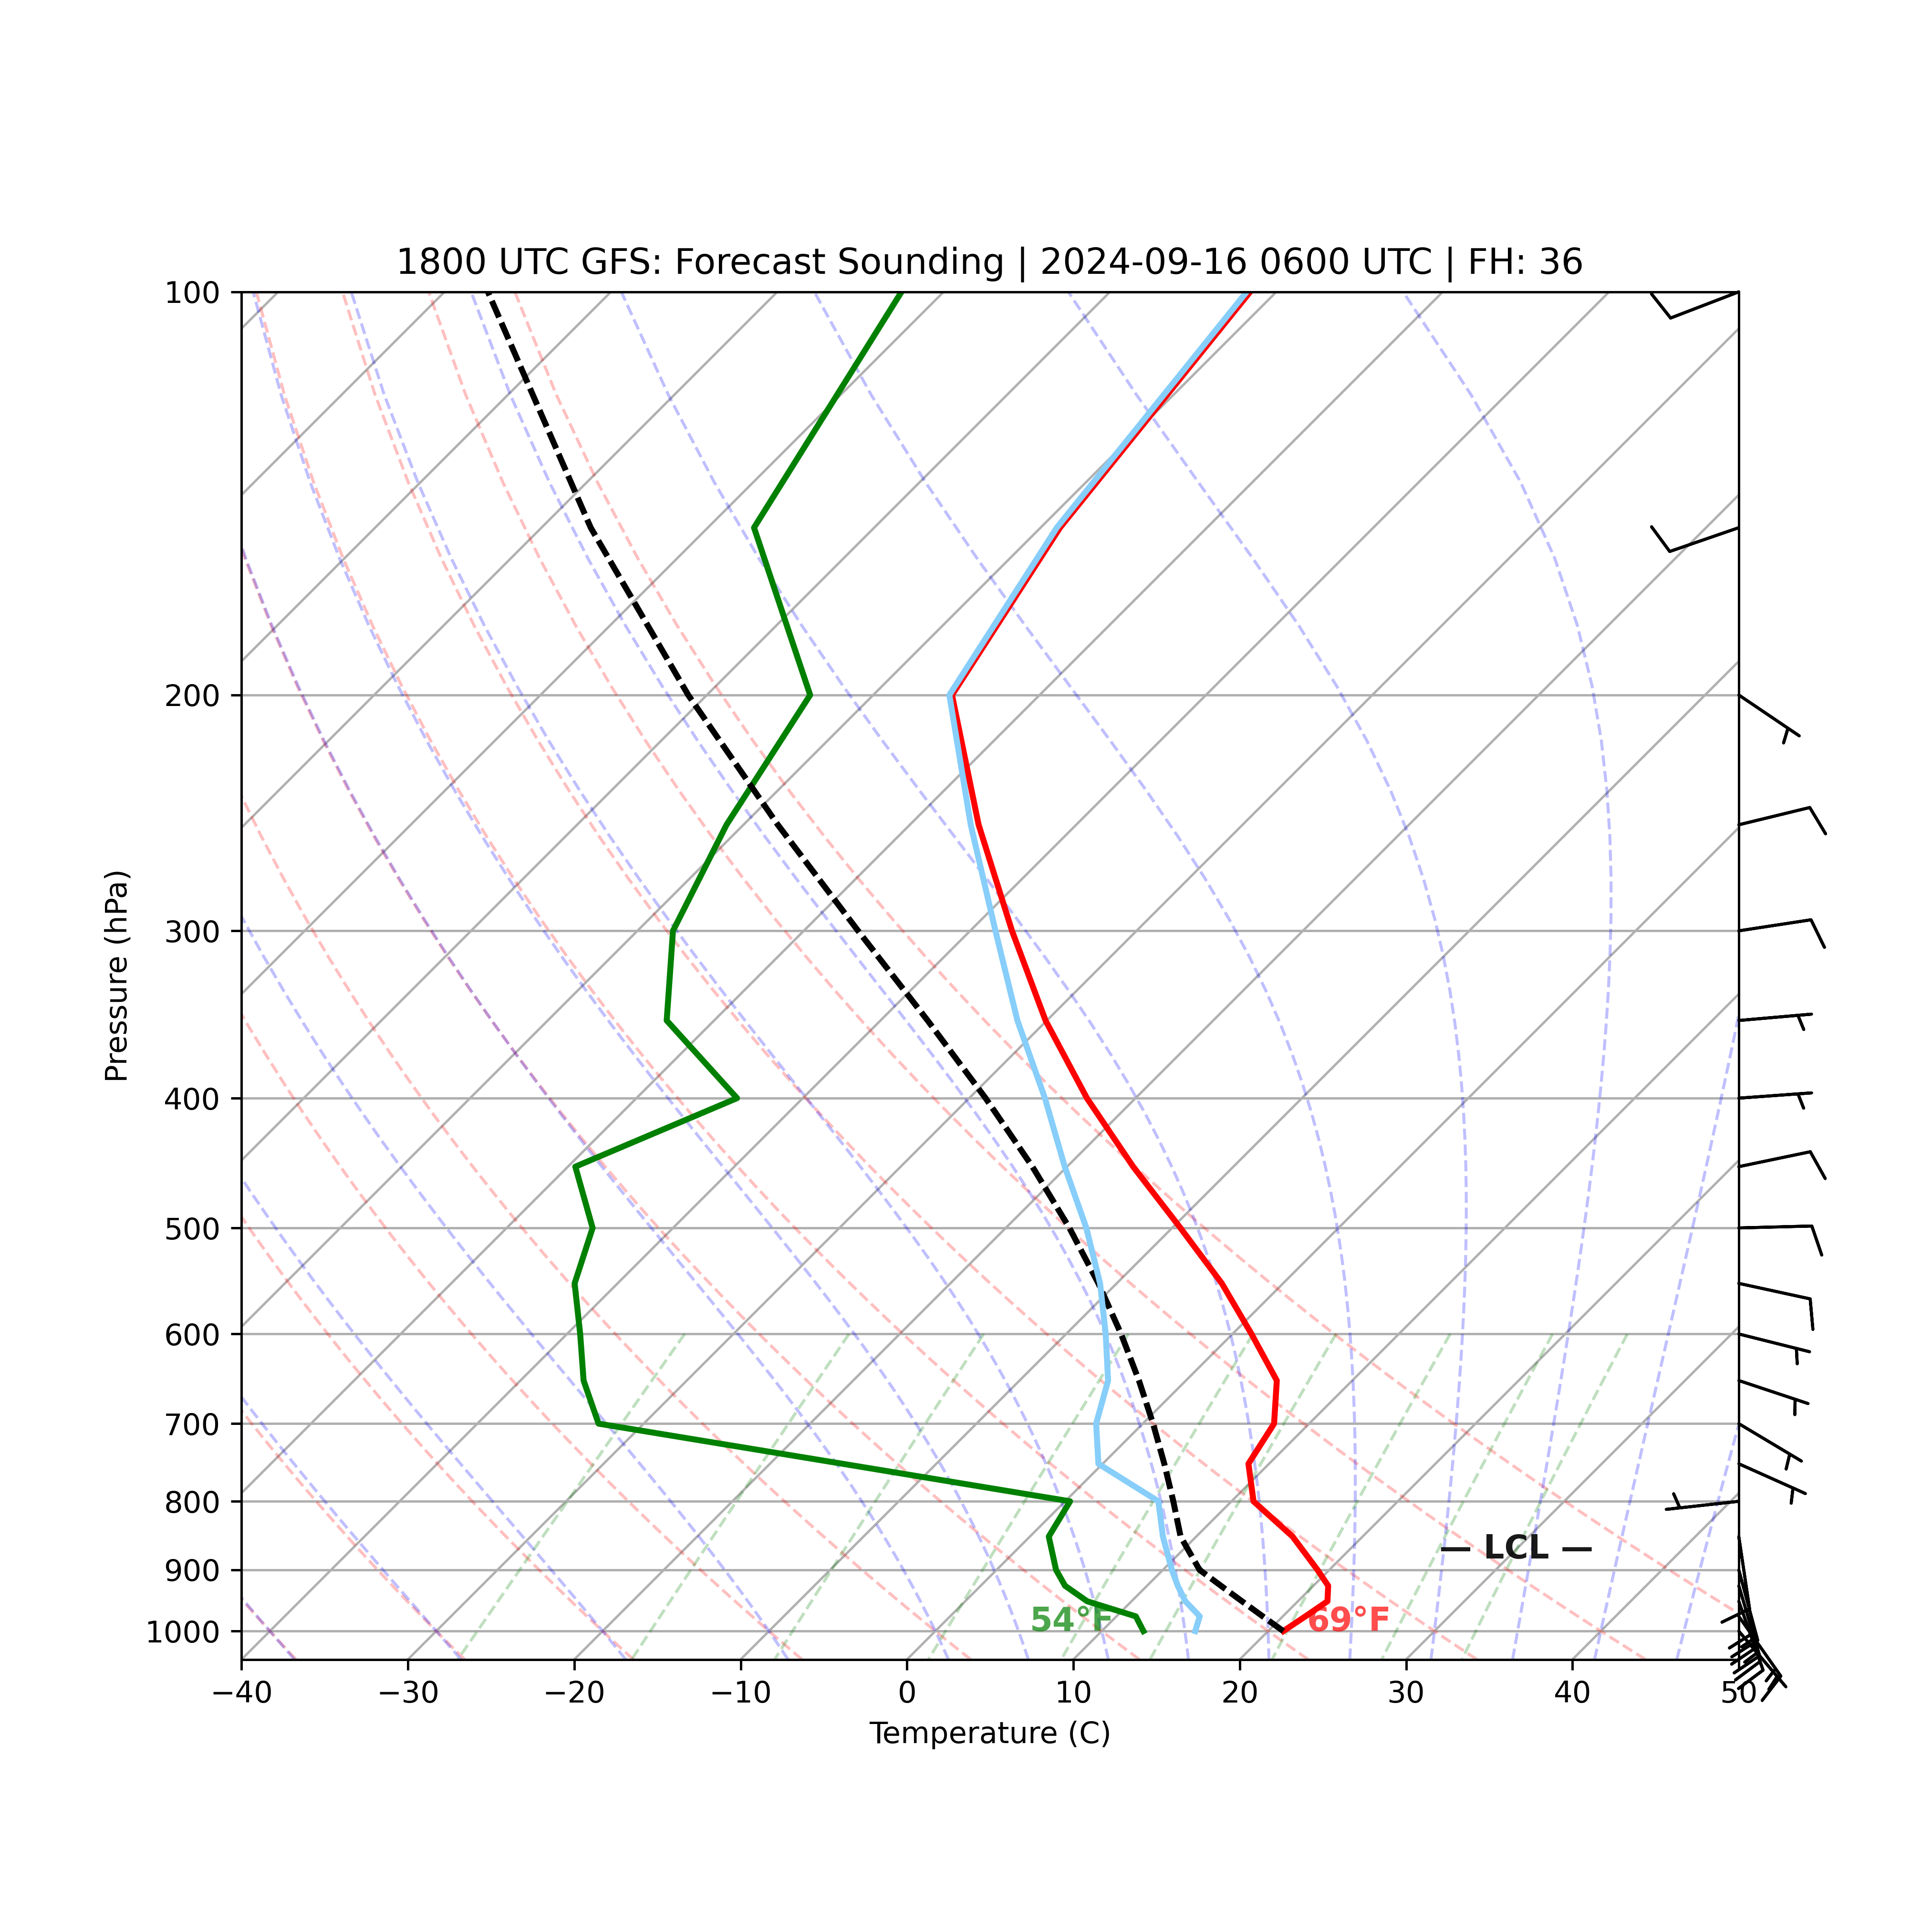 1800 UTC GFS: Forecast Sounding | 2024-09-16 0600 UTC | FH: 36
100
200
300
400
500
600
700
800
900
1000
Pressure (hPa)
— LCL —
54°F
69°F
−40 −30 −20 −10 0 10 20 30 40 50
Temperature (C)